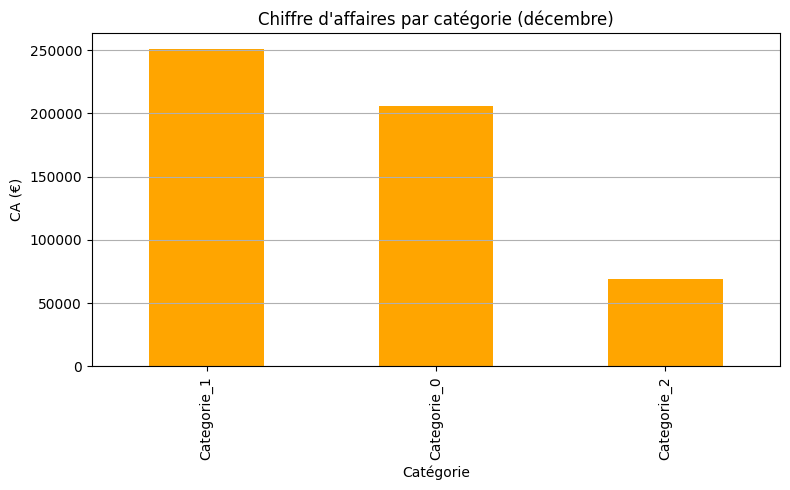 Chiffre d'affaires par catégorie (décembre)
CA (€)
250000
200000
150000
100000
50000
0
Categorie_1
Categorie_0
Categorie_2
Catégorie